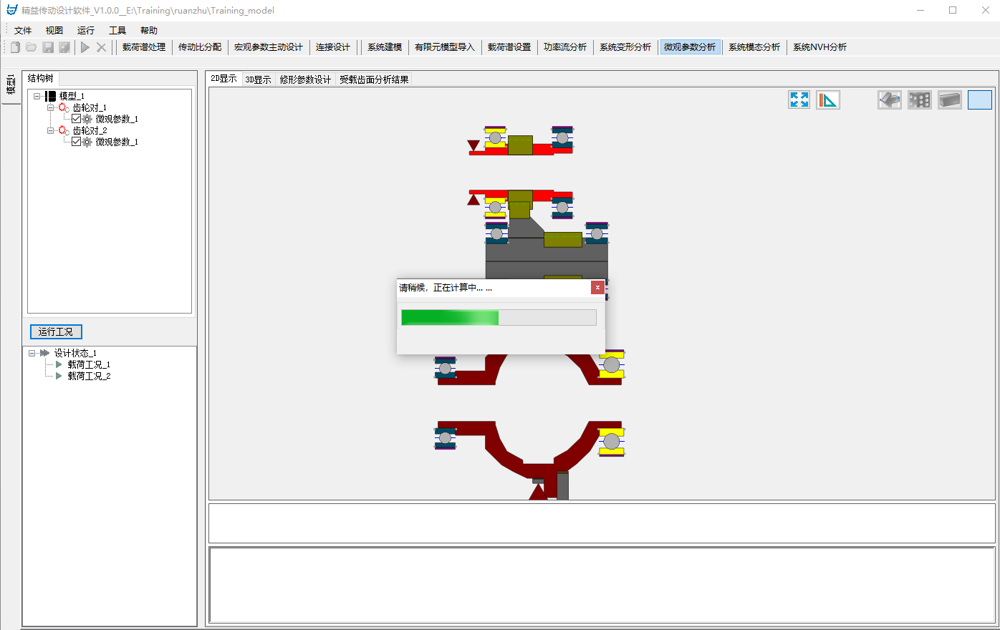 精益传动设计软件_V1.0.0__E:\Training\ruanzhu\Training_model
文件 视图 运行 工具 帮助
载荷谱处理 传动比分配 宏观参数主动设计 连接设计 系统建模 有限元模型导入 载荷谱设置 功率流分析 系统变形分析 微观参数分析 系统模态分析 系统NVH分析
模型1
结构树
模型_1
齿轮对_1
微观参数_1
齿轮对_2
微观参数_1
运行工况
设计状态_1
载荷工况_1
载荷工况_2
2D显示 3D显示 修形参数设计 受载齿面分析结果
请稍候，正在计算中... ...